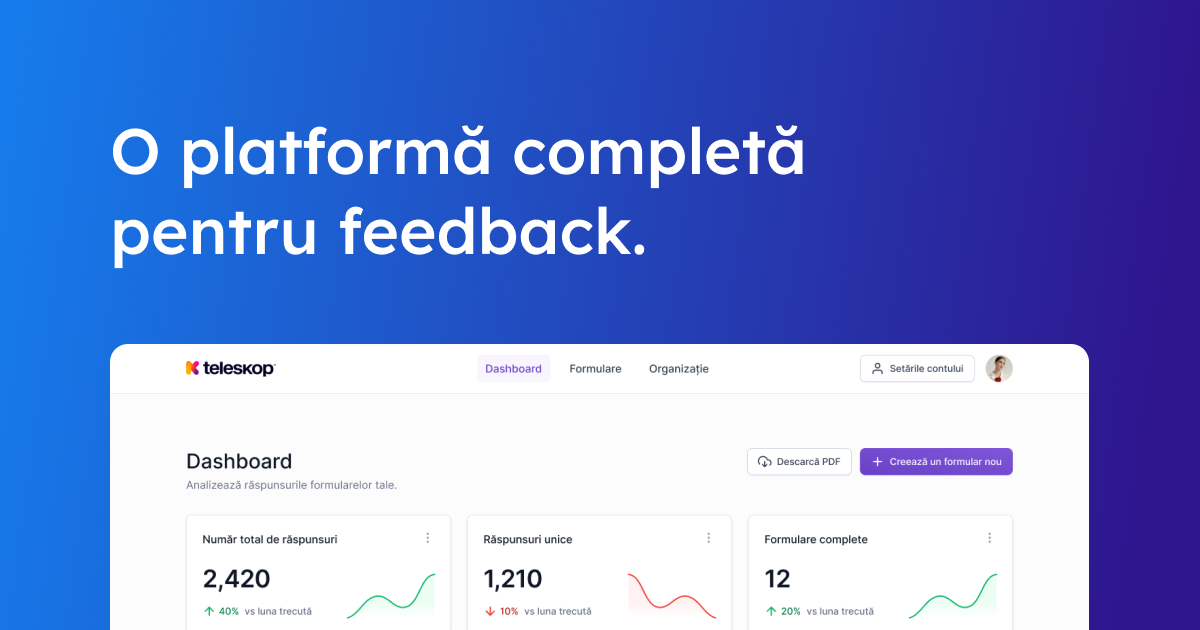 O platformă completă
pentru feedback.
teleskop
Dashboard
Formulare
Organizație
Setările contului
Dashboard
Descarcă PDF
Creează un formular nou
Analizează răspunsurile formularelor tale.
Număr total de răspunsuri
2,420
40% vs luna trecută
Răspunsuri unice
1,210
10% vs luna trecută
Formulare complete
12
20% vs luna trecută